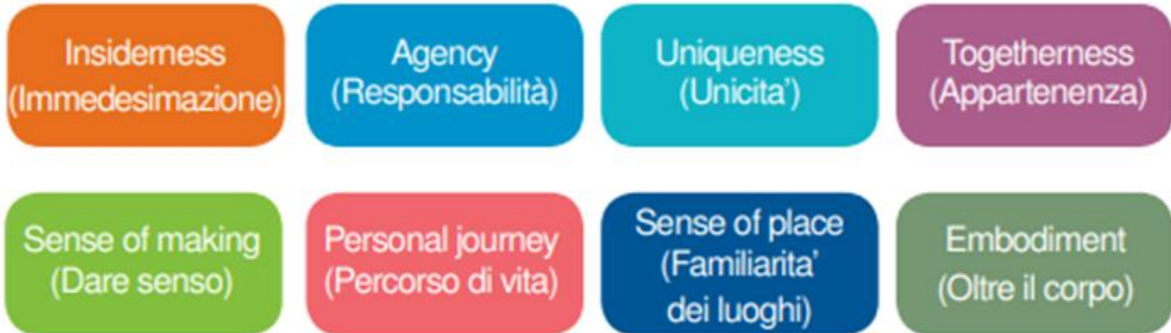 Insiderness
(Immedesimazione)
Agency
(Responsabilità)
Uniqueness
(Unicita')
Togetherness
(Appartenenza)
Sense of making
(Dare senso)
Personal journey
(Percorso di vita)
Sense of place
(Familiarita'
dei luoghi)
Embodiment
(Oltre il corpo)